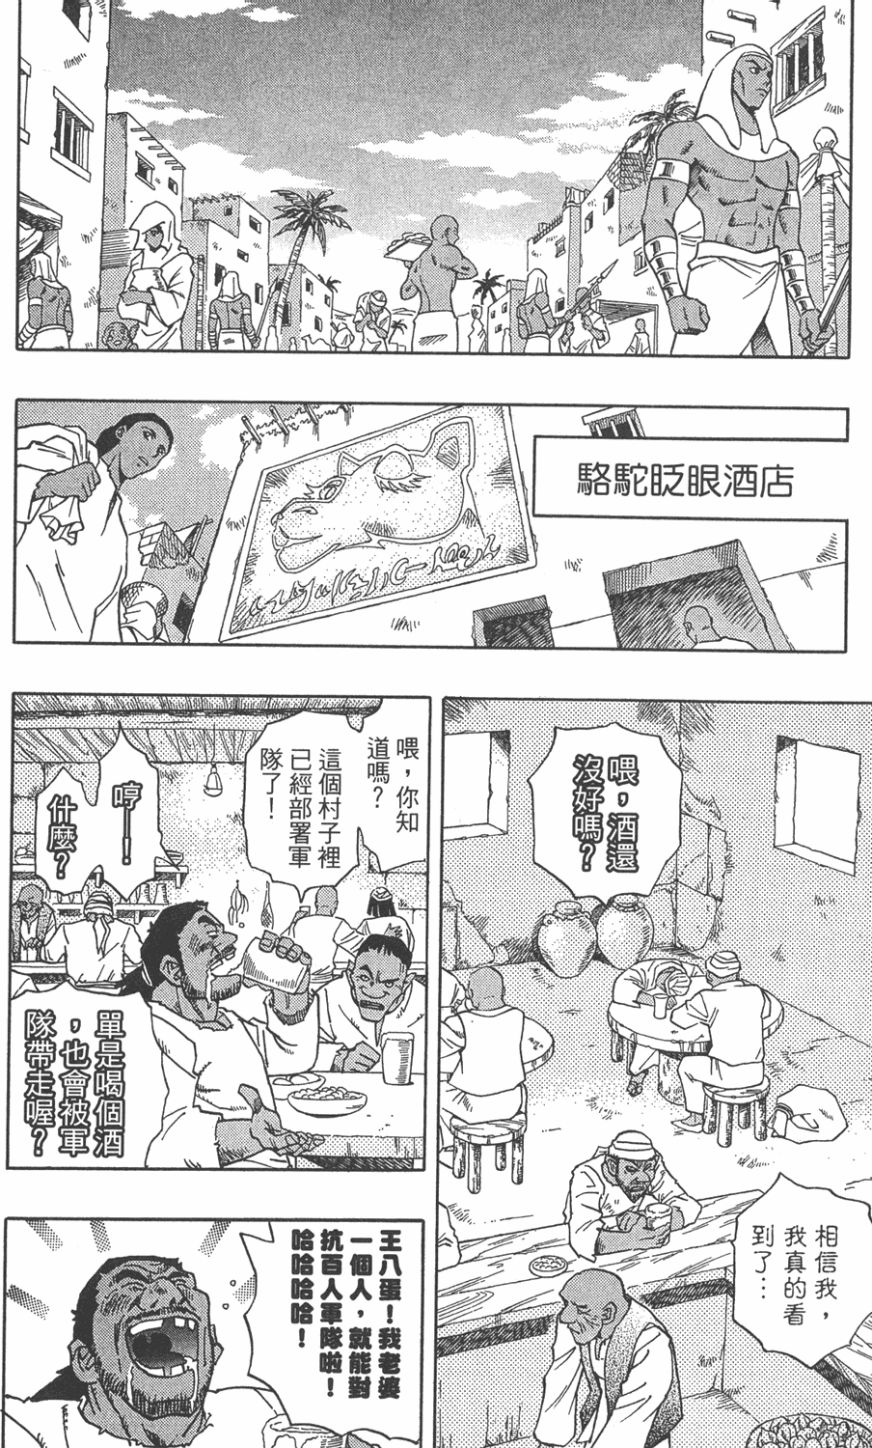 駱駝眨眼酒店
喂，酒還
沒好嗎？
相信我，
我真的看
到了…
喂，你知
道嗎？
這個村子裡
已經部署軍
隊了！
哼——！
什麼？
單是喝個酒
，也會被軍
隊帶走喔？
王八蛋！我老婆
一個人，就能對
抗百人軍隊啦！
哈哈哈哈！